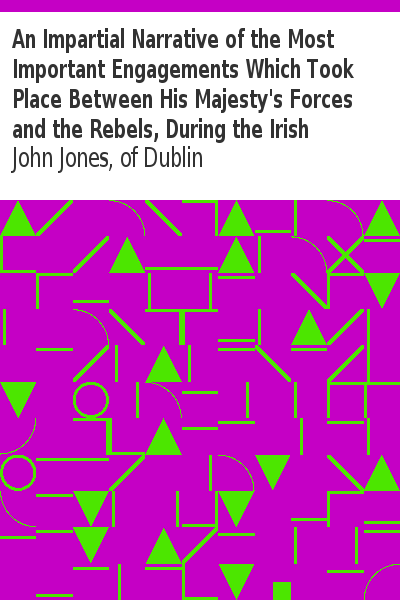 An Impartial Narrative of the Most
Important Engagements Which Took
Place Between His Majesty's Forces
and the Rebels, During the Irish
John Jones, of Dublin